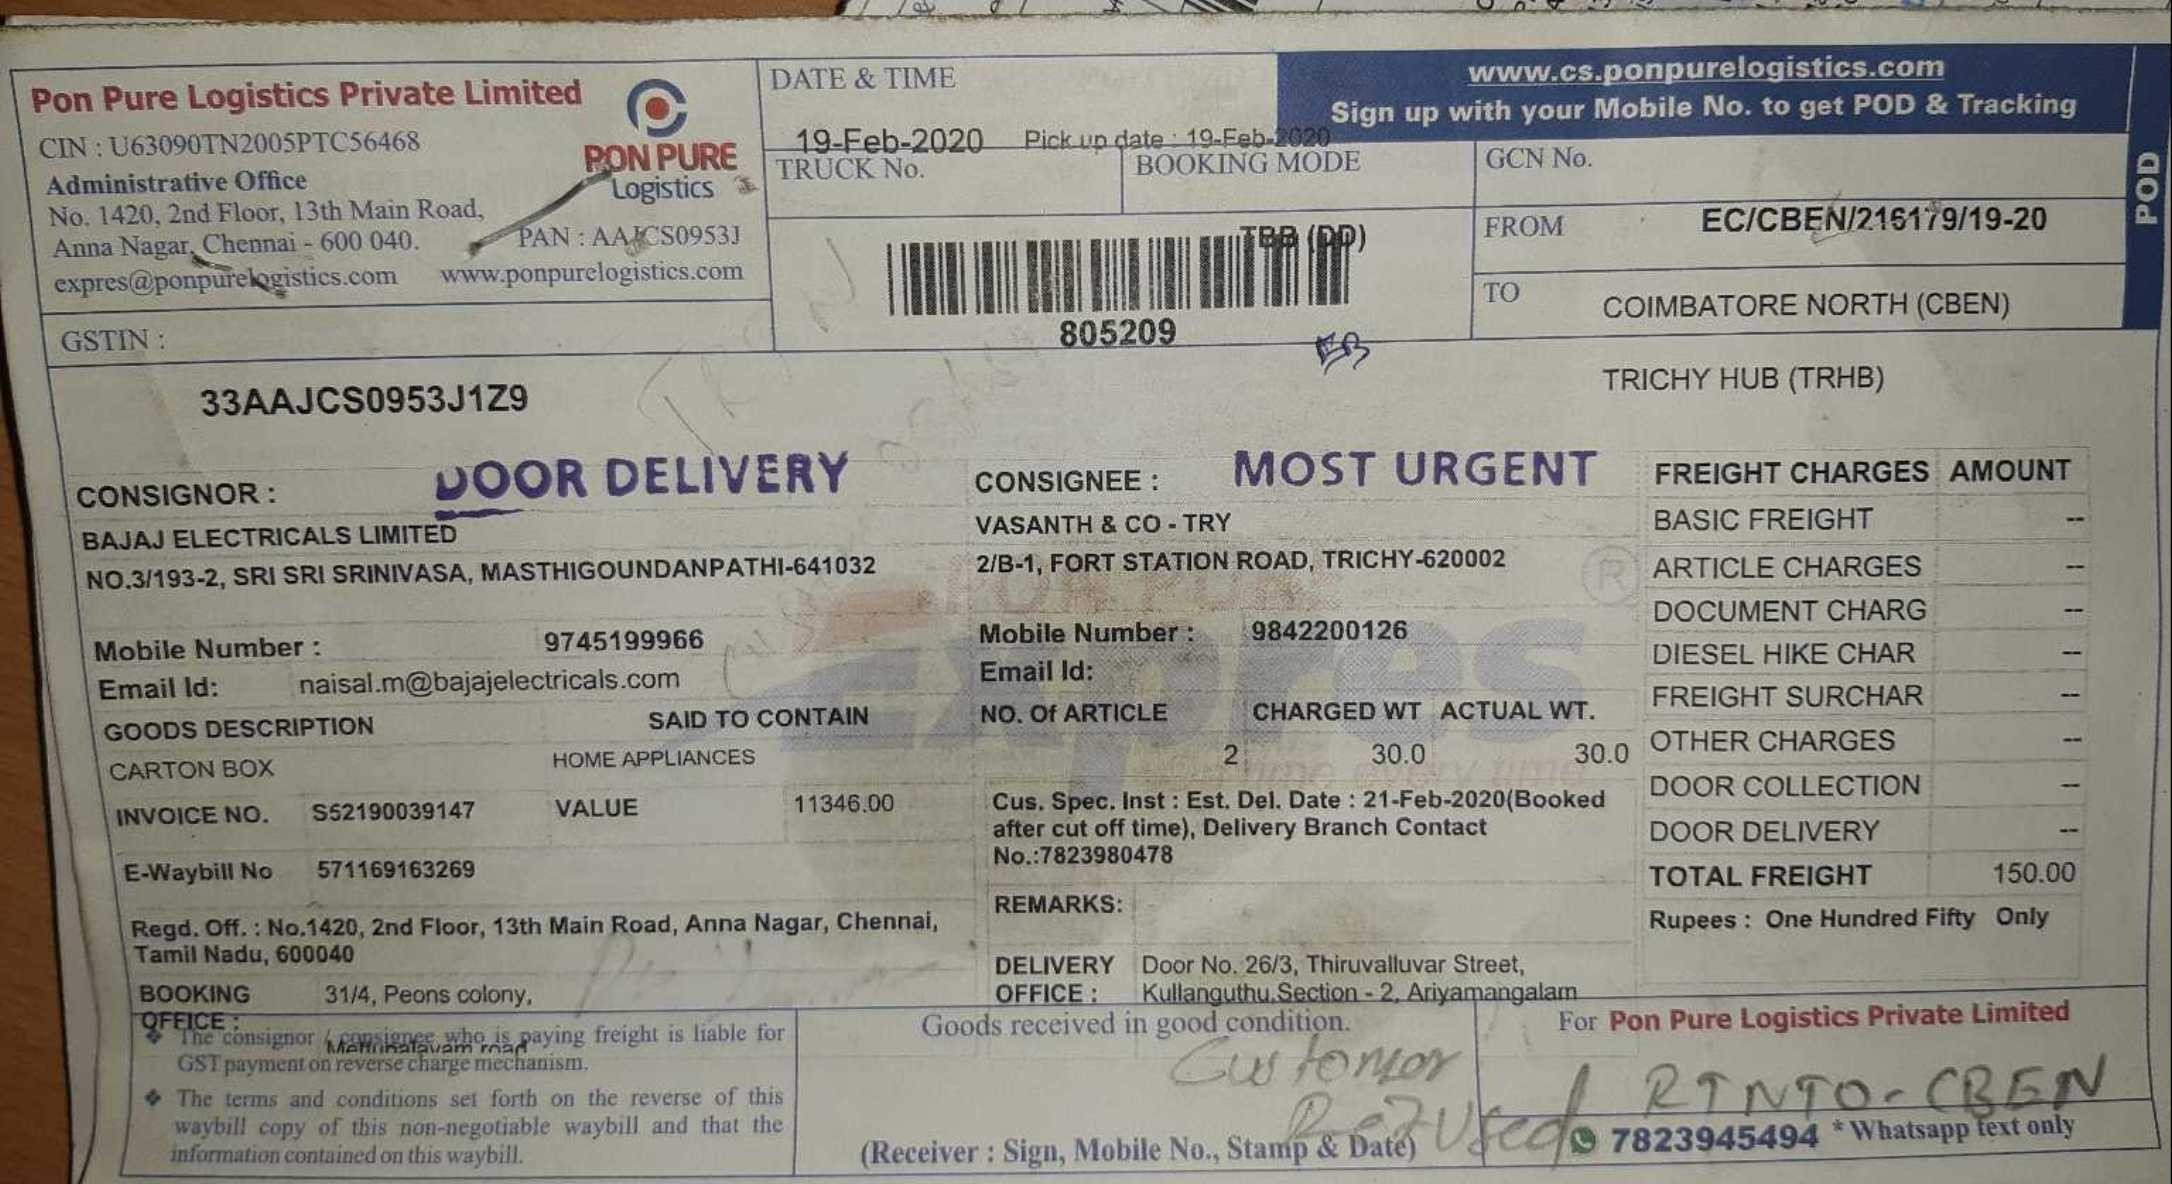 Pon Pure Logistics Private Limited
CIN : U63090TN2005PTC56468
Administrative Office
No. 1420, 2nd Floor, 13th Main Road,
Anna Nagar, Chennai - 600 040.
expres@ponpurelogistics.com www.ponpurelogistics.com
PON PURE
Logistics
PAN : AAJCS0953J
GSTIN :
33AAJCS0953J1Z9
DATE & TIME
19-Feb-2020 Pick up date : 19-Feb-2020
TRUCK No.
BOOKING MODE
TBB (DD)
805209
www.cs.ponpurelogistics.com
Sign up with your Mobile No. to get POD & Tracking
POD
GCN No.
FROM EC/CBEN/216179/19-20
TO COIMBATORE NORTH (CBEN)
TRICHY HUB (TRHB)
CONSIGNOR : DOOR DELIVERY
BAJAJ ELECTRICALS LIMITED
NO.3/193-2, SRI SRI SRINIVASA, MASTHIGOUNDANPATHI-641032
Mobile Number : 9745199966
Email Id: naisal.m@bajajelectricals.com
GOODS DESCRIPTION SAID TO CONTAIN
CARTON BOX HOME APPLIANCES
INVOICE NO. S52190039147 VALUE 11346.00
E-Waybill No 571169163269
Regd. Off. : No.1420, 2nd Floor, 13th Main Road, Anna Nagar, Chennai,
Tamil Nadu, 600040
BOOKING 31/4, Peons colony,
OFFICE :
CONSIGNEE : MOST URGENT
VASANTH & CO - TRY
2/B-1, FORT STATION ROAD, TRICHY-620002
Mobile Number : 9842200126
Email Id:
NO. Of ARTICLE CHARGED WT ACTUAL WT.
2 30.0 30.0
Cus. Spec. Inst : Est. Del. Date : 21-Feb-2020(Booked
after cut off time), Delivery Branch Contact
No.:7823980478
REMARKS:
DELIVERY Door No. 26/3, Thiruvalluvar Street,
OFFICE : Kullanguthu,Section - 2, Ariyamangalam
FREIGHT CHARGES AMOUNT
BASIC FREIGHT --
ARTICLE CHARGES --
DOCUMENT CHARG --
DIESEL HIKE CHAR --
FREIGHT SURCHAR --
OTHER CHARGES --
DOOR COLLECTION --
DOOR DELIVERY --
TOTAL FREIGHT 150.00
Rupees : One Hundred Fifty Only
The consignor / consignee who is paying freight is liable for
GST payment on reverse charge mechanism.
The terms and conditions set forth on the reverse of this
waybill copy of this non-negotiable waybill and that the
information contained on this waybill.
Goods received in good condition.
Customer
Refused
(Receiver : Sign, Mobile No., Stamp & Date)
For Pon Pure Logistics Private Limited
RTNTO-CBEN
7823945494 * Whatsapp text only